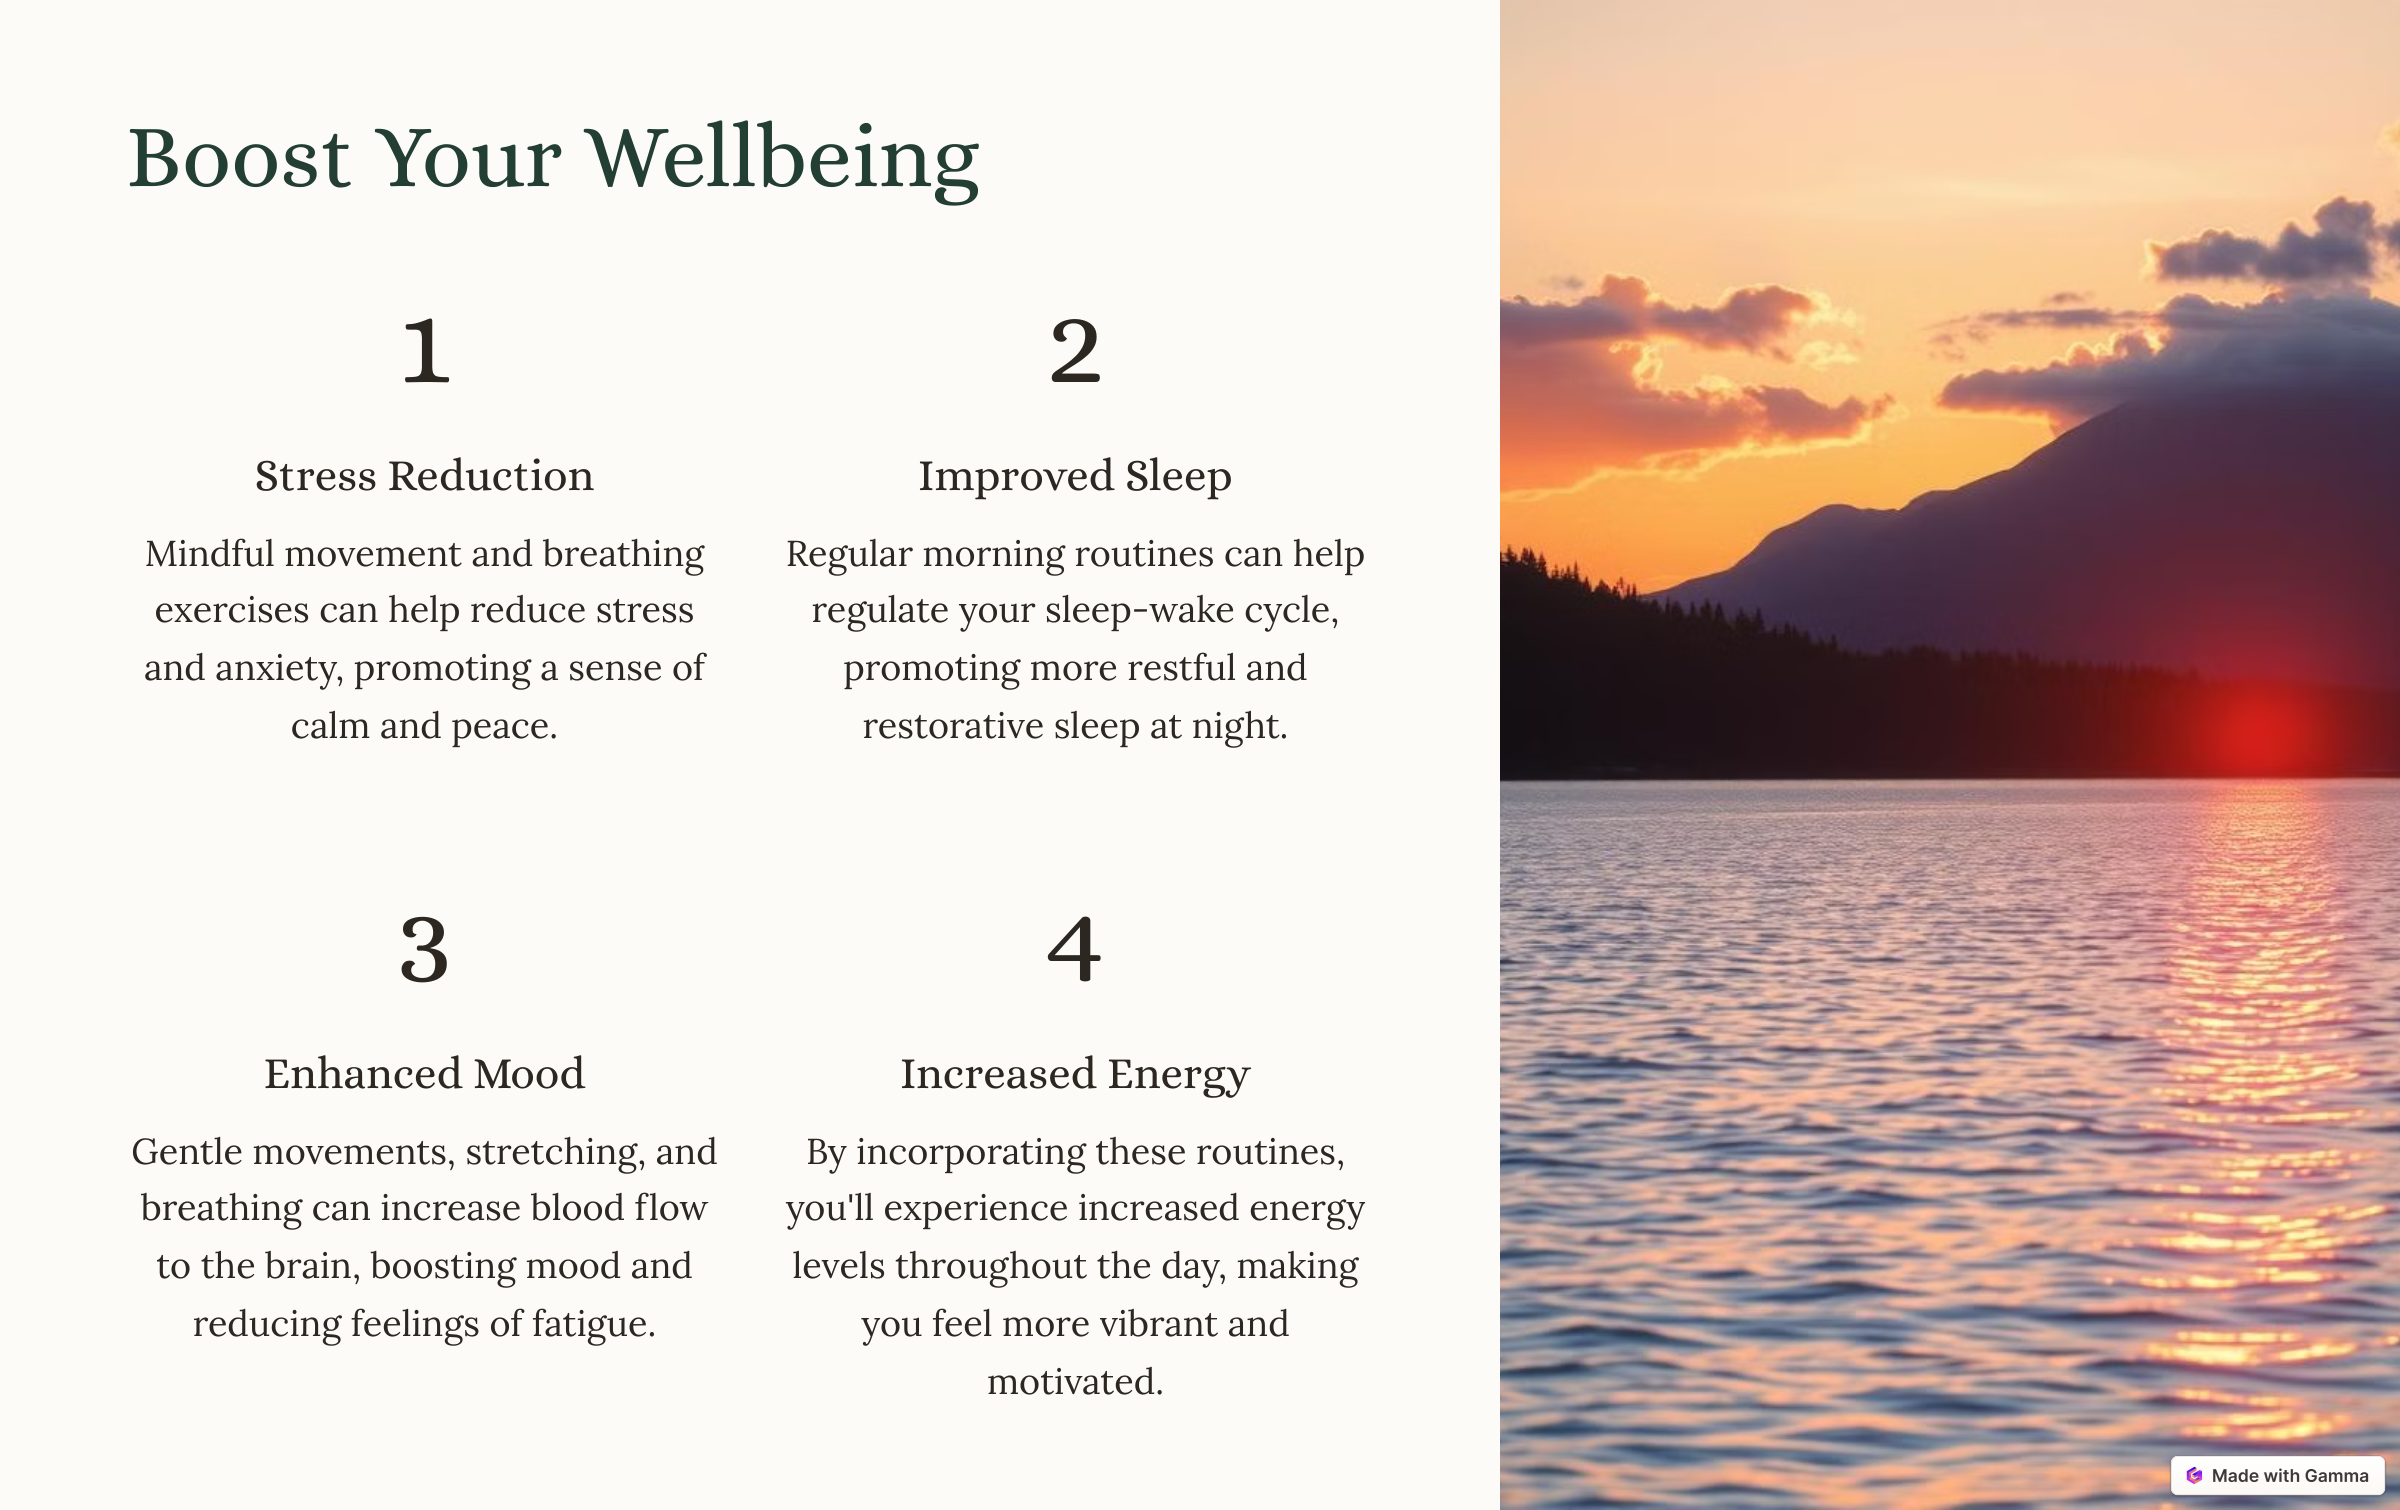 Boost Your Wellbeing
1
Stress Reduction
Mindful movement and breathing
exercises can help reduce stress
and anxiety, promoting a sense of
calm and peace.
2
Improved Sleep
Regular morning routines can help
regulate your sleep-wake cycle,
promoting more restful and
restorative sleep at night.
3
Enhanced Mood
Gentle movements, stretching, and
breathing can increase blood flow
to the brain, boosting mood and
reducing feelings of fatigue.
4
Increased Energy
By incorporating these routines,
you'll experience increased energy
levels throughout the day, making
you feel more vibrant and
motivated.
Made with Gamma